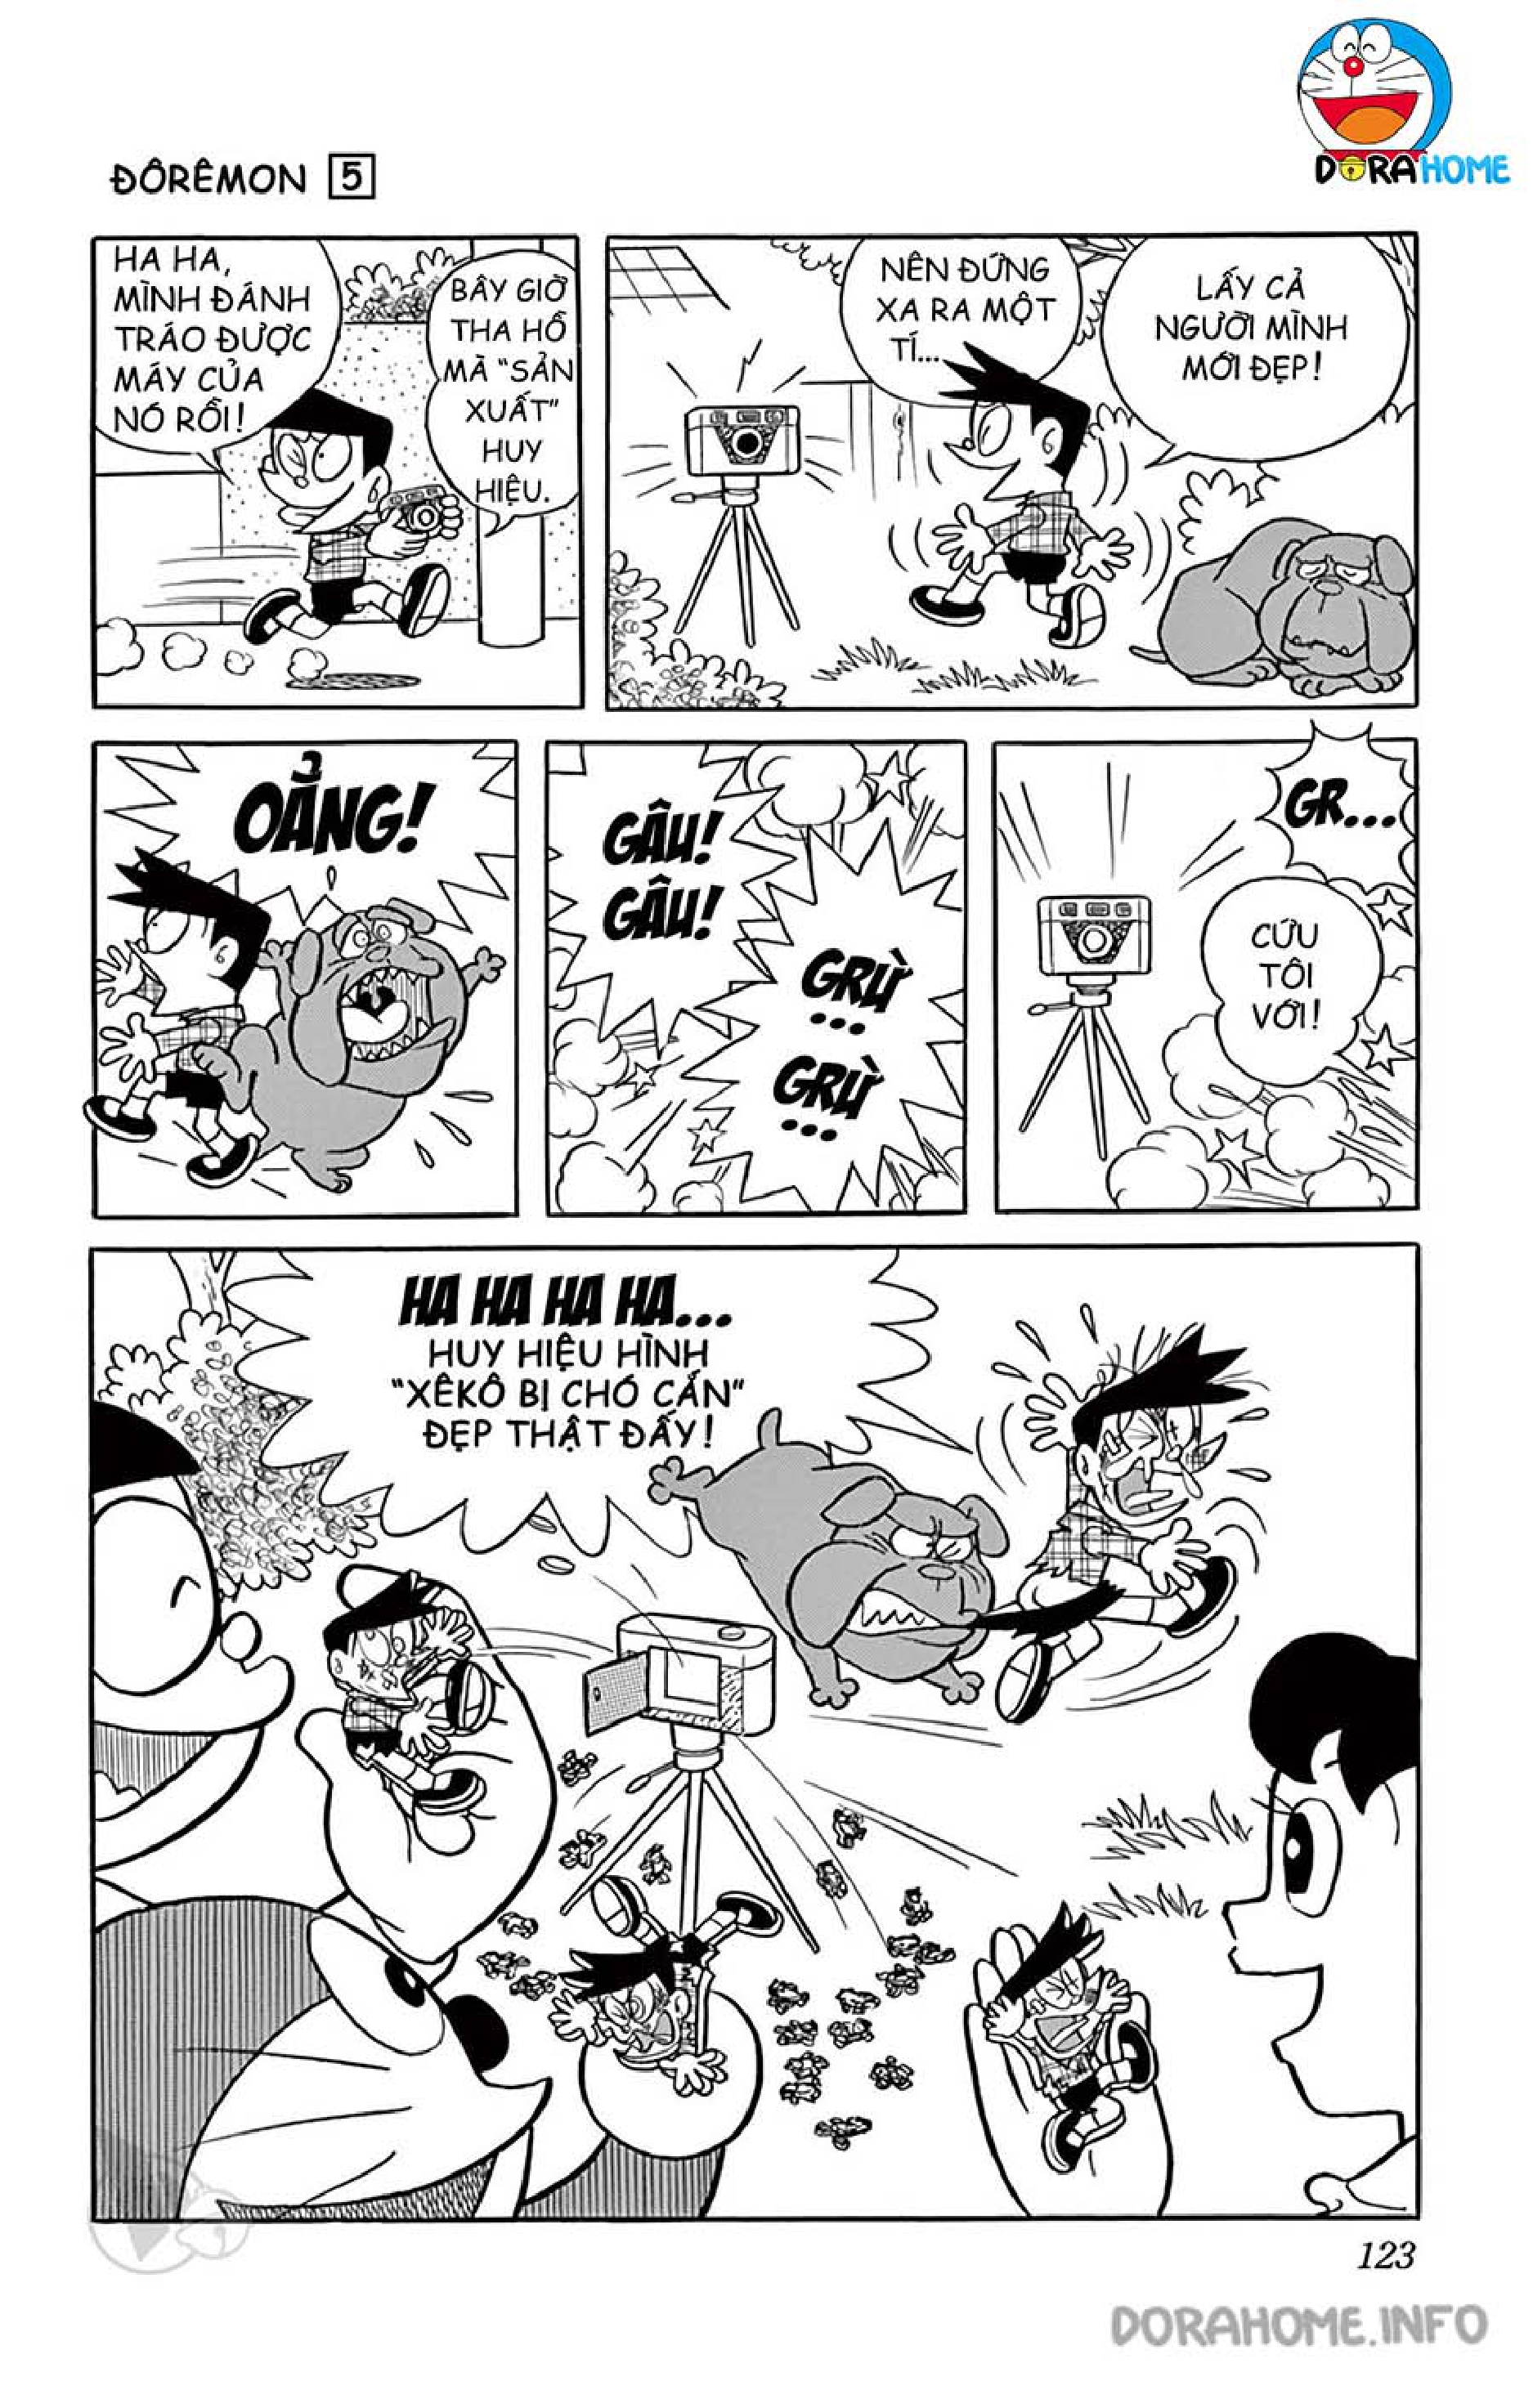 DORAHOME
ĐÔRÊMON 5
HA HA,
MÌNH ĐÁNH
TRÁO ĐƯỢC
MÁY CỦA
NÓ RỒI!
BÂY GIỜ
THA HỒ
MÀ “SẢN
XUẤT”
HUY
HIỆU.
NÊN ĐỨNG
XA RA MỘT
TÍ...
LẤY CẢ
NGƯỜI MÌNH
MỚI ĐẸP!
OẲNG!
GÂU!
GÂU!
GRỪ
...
GRỪ
...
GR...
CỨU
TÔI
VỚI!
HA HA HA HA...
HUY HIỆU HÌNH
“XÊKÔ BỊ CHÓ CẮN”
ĐẸP THẬT ĐẤY!
123
DORAHOME.INFO